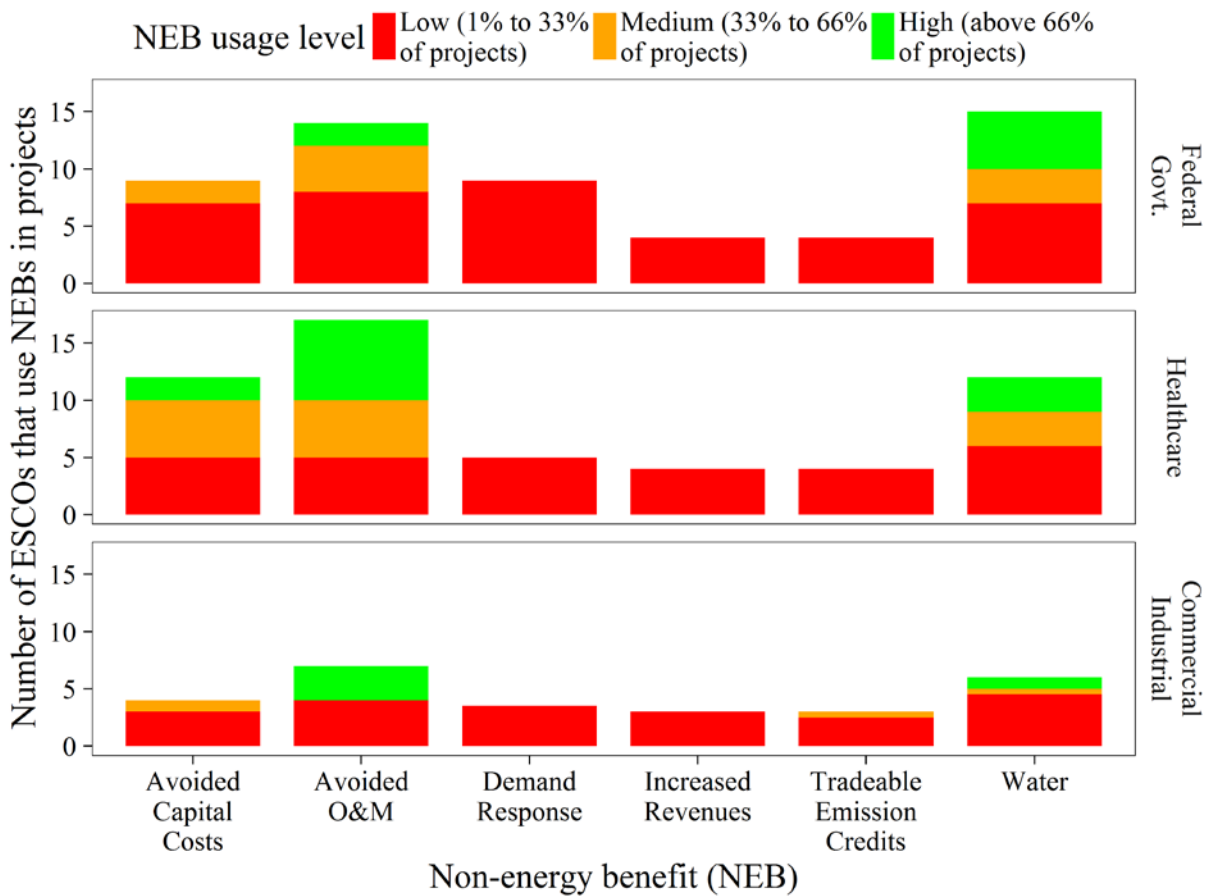 NEB usage level
Low (1% to 33%
of projects)
Medium (33% to 66%
of projects)
High (above 66%
of projects)
Number of ESCOs that use NEBs in projects
15
10
5
0
Federal
Govt.
15
10
5
0
Healthcare
15
10
5
0
Commercial
Industrial
Avoided
Capital
Costs
Avoided
O&M
Demand
Response
Increased
Revenues
Tradeable
Emission
Credits
Water
Non-energy benefit (NEB)